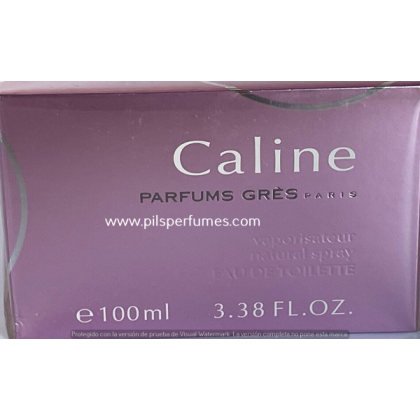 Caline
PARFUMS GRÈS PARIS
www.pilsperfumes.com
vaporisateur
natural spray
EAU DE TOILETTE
e100ml 3.38 FL.OZ.
Protegido con la versión de prueba de Visual Watermark. La versión completa no pone esta marca.